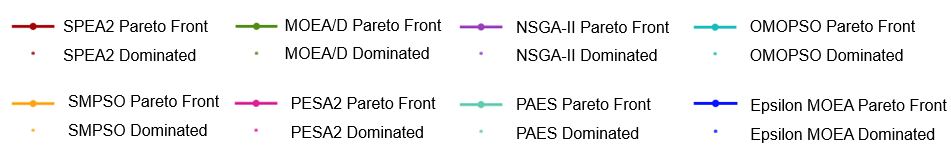 SPEA2 Pareto Front MOEA/D Pareto Front NSGA-II Pareto Front OMOPSO Pareto Front
SPEA2 Dominated MOEA/D Dominated NSGA-II Dominated OMOPSO Dominated
SMPSO Pareto Front PESA2 Pareto Front PAES Pareto Front Epsilon MOEA Pareto Front
SMPSO Dominated PESA2 Dominated PAES Dominated Epsilon MOEA Dominated